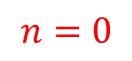 n = 0